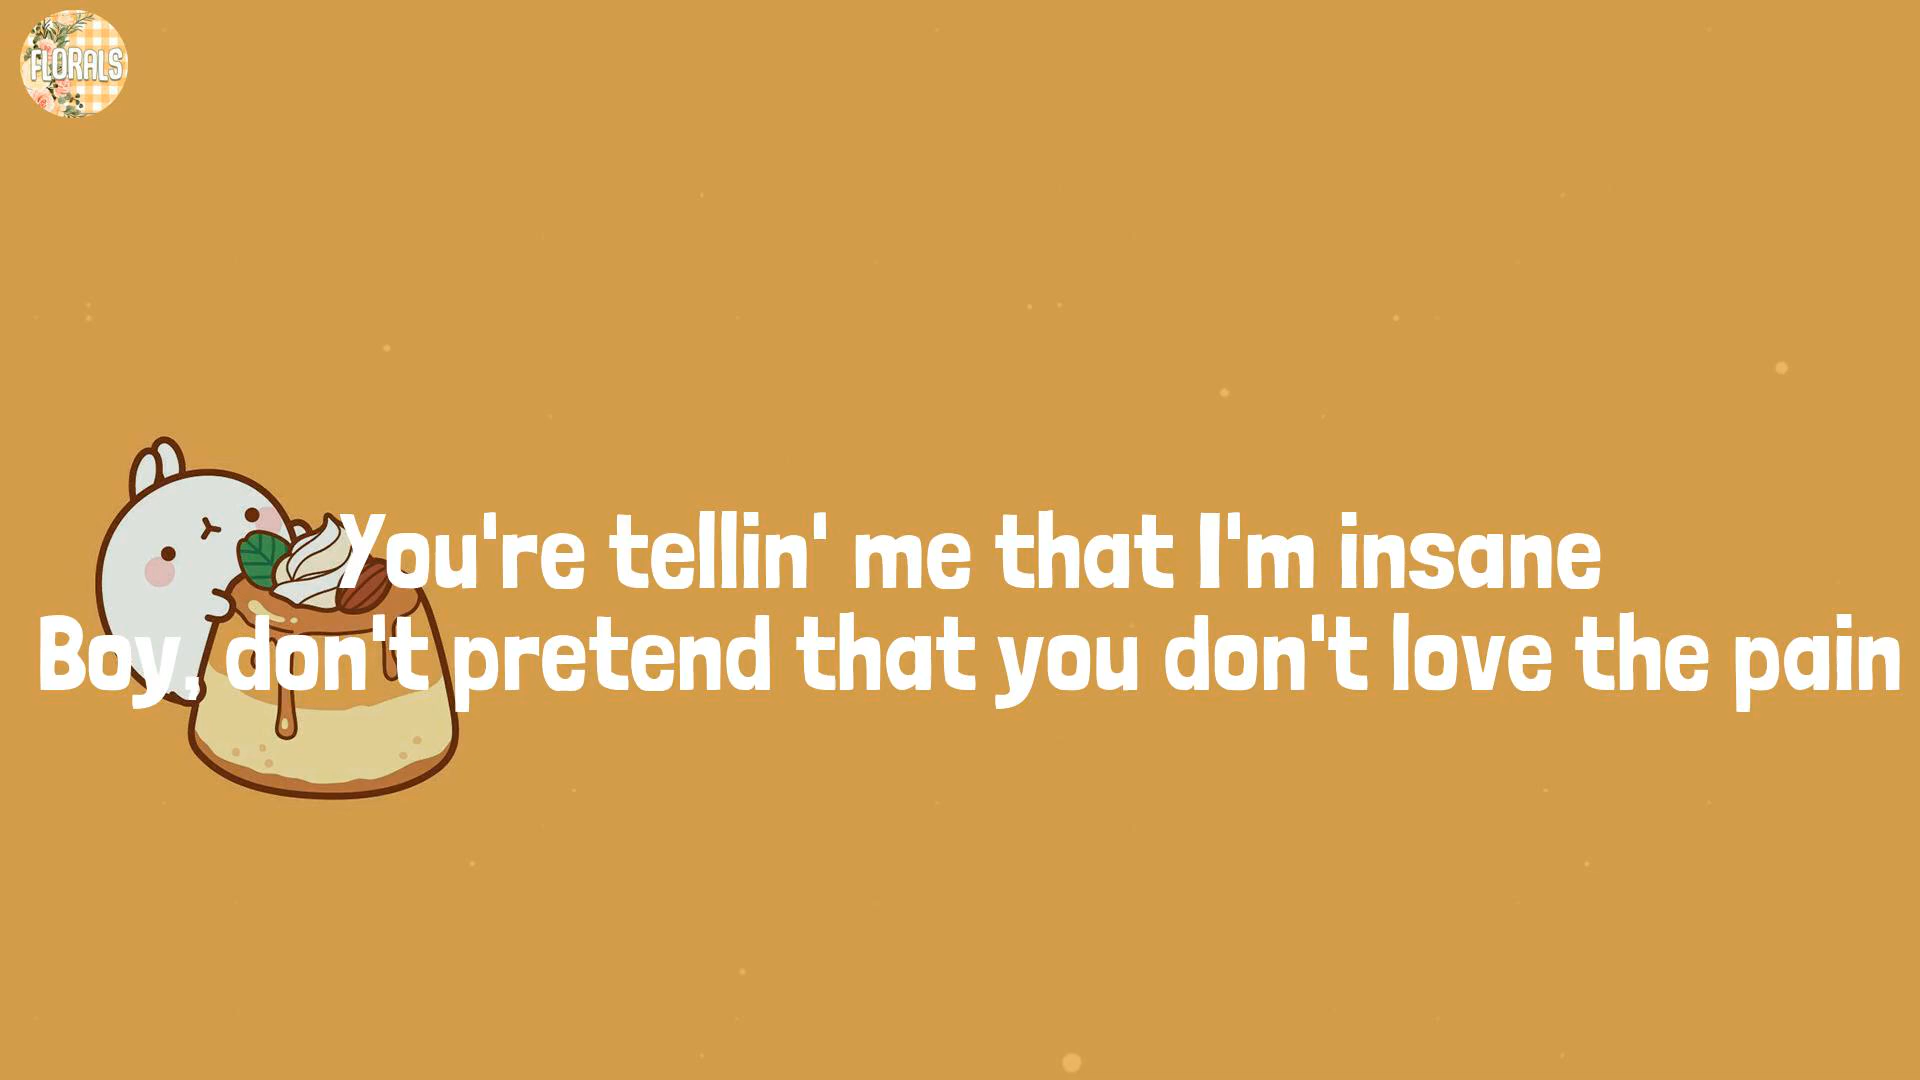 FLORALS
You're tellin' me that I'm insane
Boy, don't pretend that you don't love the pain